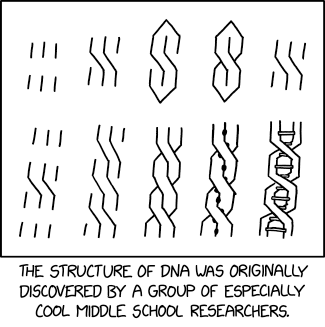 THE STRUCTURE OF DNA WAS ORIGINALLY
DISCOVERED BY A GROUP OF ESPECIALLY
COOL MIDDLE SCHOOL RESEARCHERS.